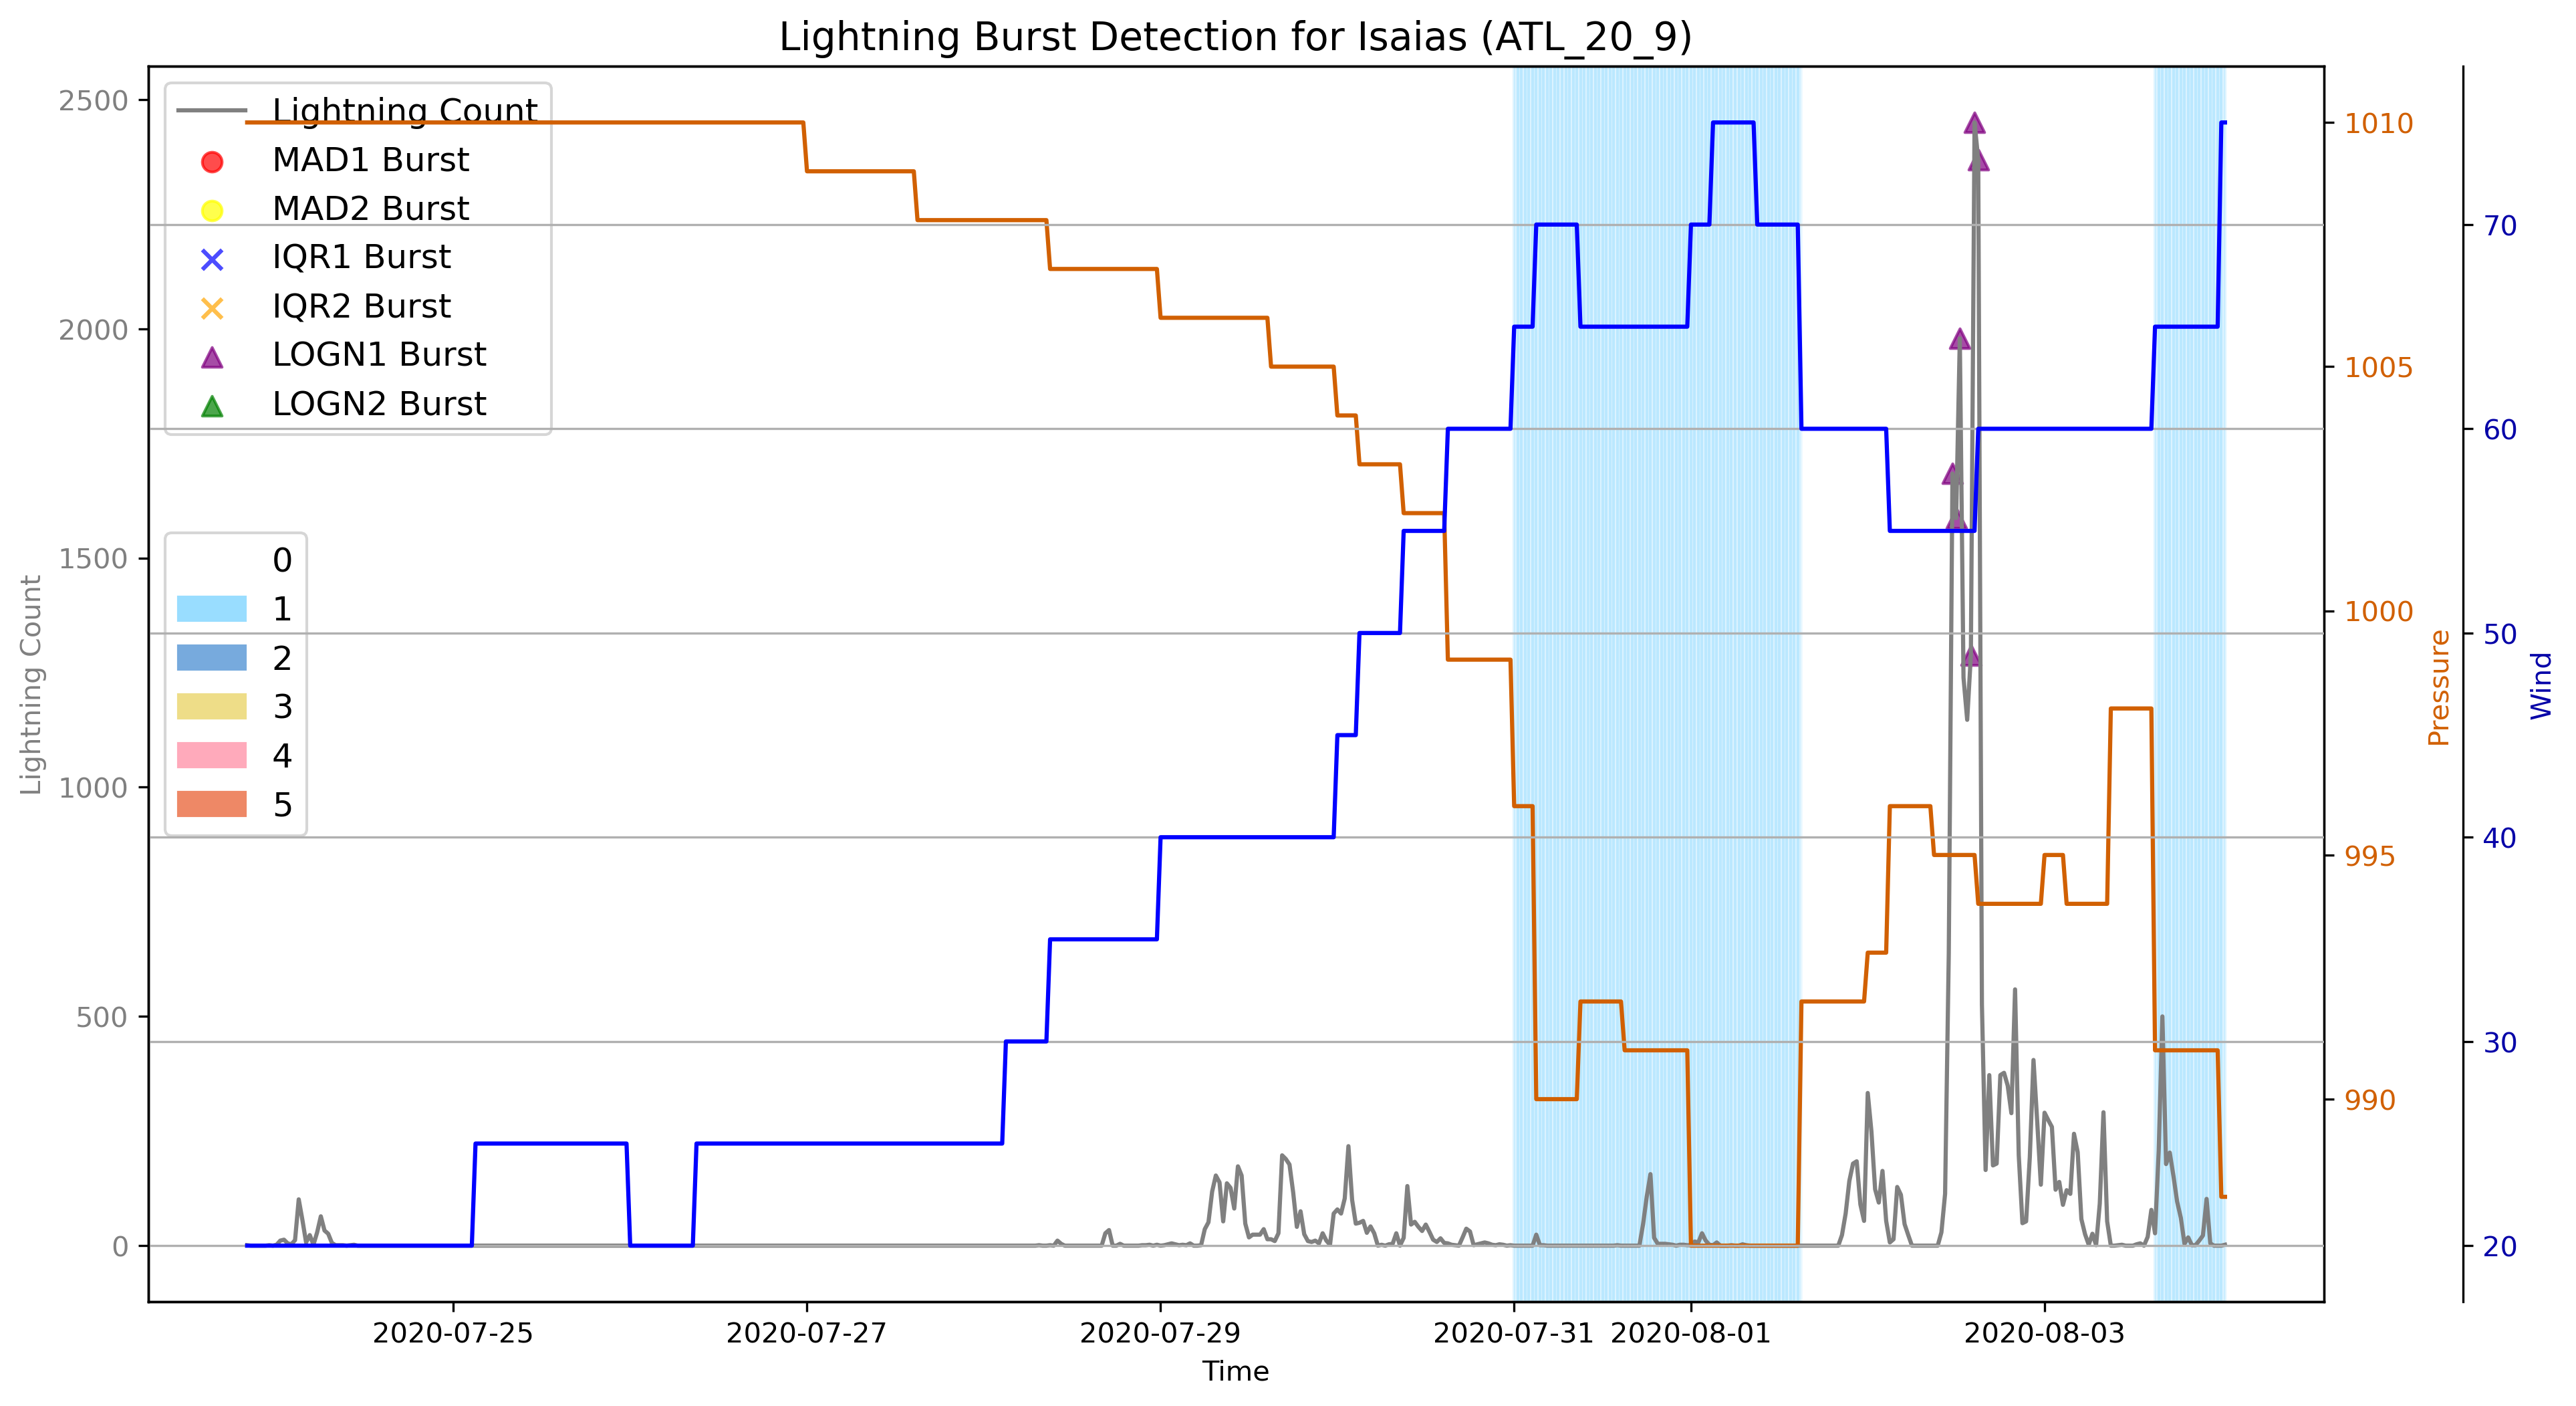 Lightning Burst Detection for Isaias (ATL_20_9)
Lightning Count
MAD1 Burst
MAD2 Burst
IQR1 Burst
IQR2 Burst
LOGN1 Burst
LOGN2 Burst
0
1
2
3
4
5
2500
2000
1500
1000
500
0
Lightning Count
1010
1005
1000
995
990
Pressure
70
60
50
40
30
20
Wind
2020-07-25
2020-07-27
2020-07-29
2020-07-31
2020-08-01
2020-08-03
Time